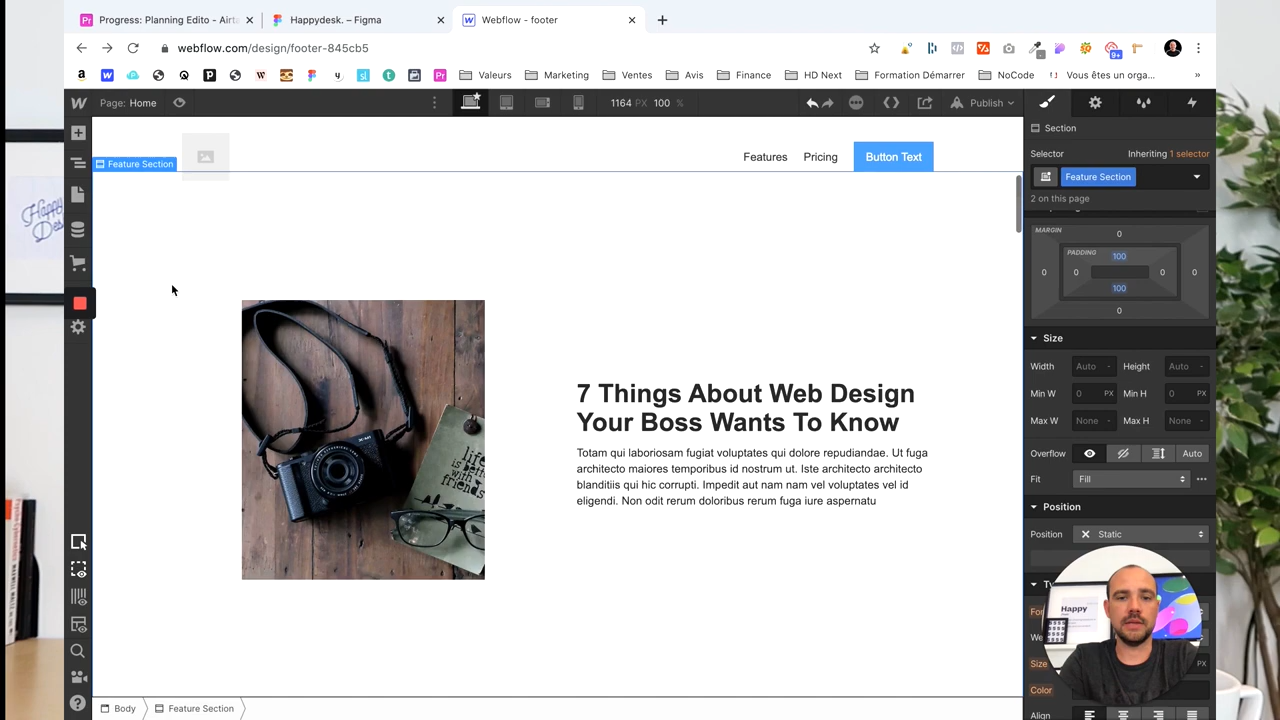 Progress: Planning Edito - Airta
Happydesk. – Figma
Webflow - footer
webflow.com/design/footer-845cb5
Valeurs
Marketing
Ventes
Avis
Finance
HD Next
Formation Démarrer
NoCode
Vous êtes un orga...
Page: Home
1164 PX 100 %
Publish
Section
Feature Section
Features
Pricing
Button Text
Selector
Inheriting 1 selector
Feature Section
2 on this page
MARGIN
0
PADDING
100
0
0
0
0
100
0
7 Things About Web Design
Your Boss Wants To Know
Totam qui laboriosam fugiat voluptates qui dolore repudiandae. Ut fuga
architecto maiores temporibus id nostrum ut. Iste architecto architecto
blanditiis qui hic corrupti. Impedit aut nam nam vel voluptates vel id
eligendi. Non odit rerum doloribus rerum fuga iure aspernatu
life
is better
with
friends
Size
Width Auto - Height Auto -
Min W 0 PX Min H 0 PX
Max W None - Max H None -
Overflow Auto
Fit Fill
Position
Position Static
Size
PX
Color
Align
Happy
Body
Feature Section